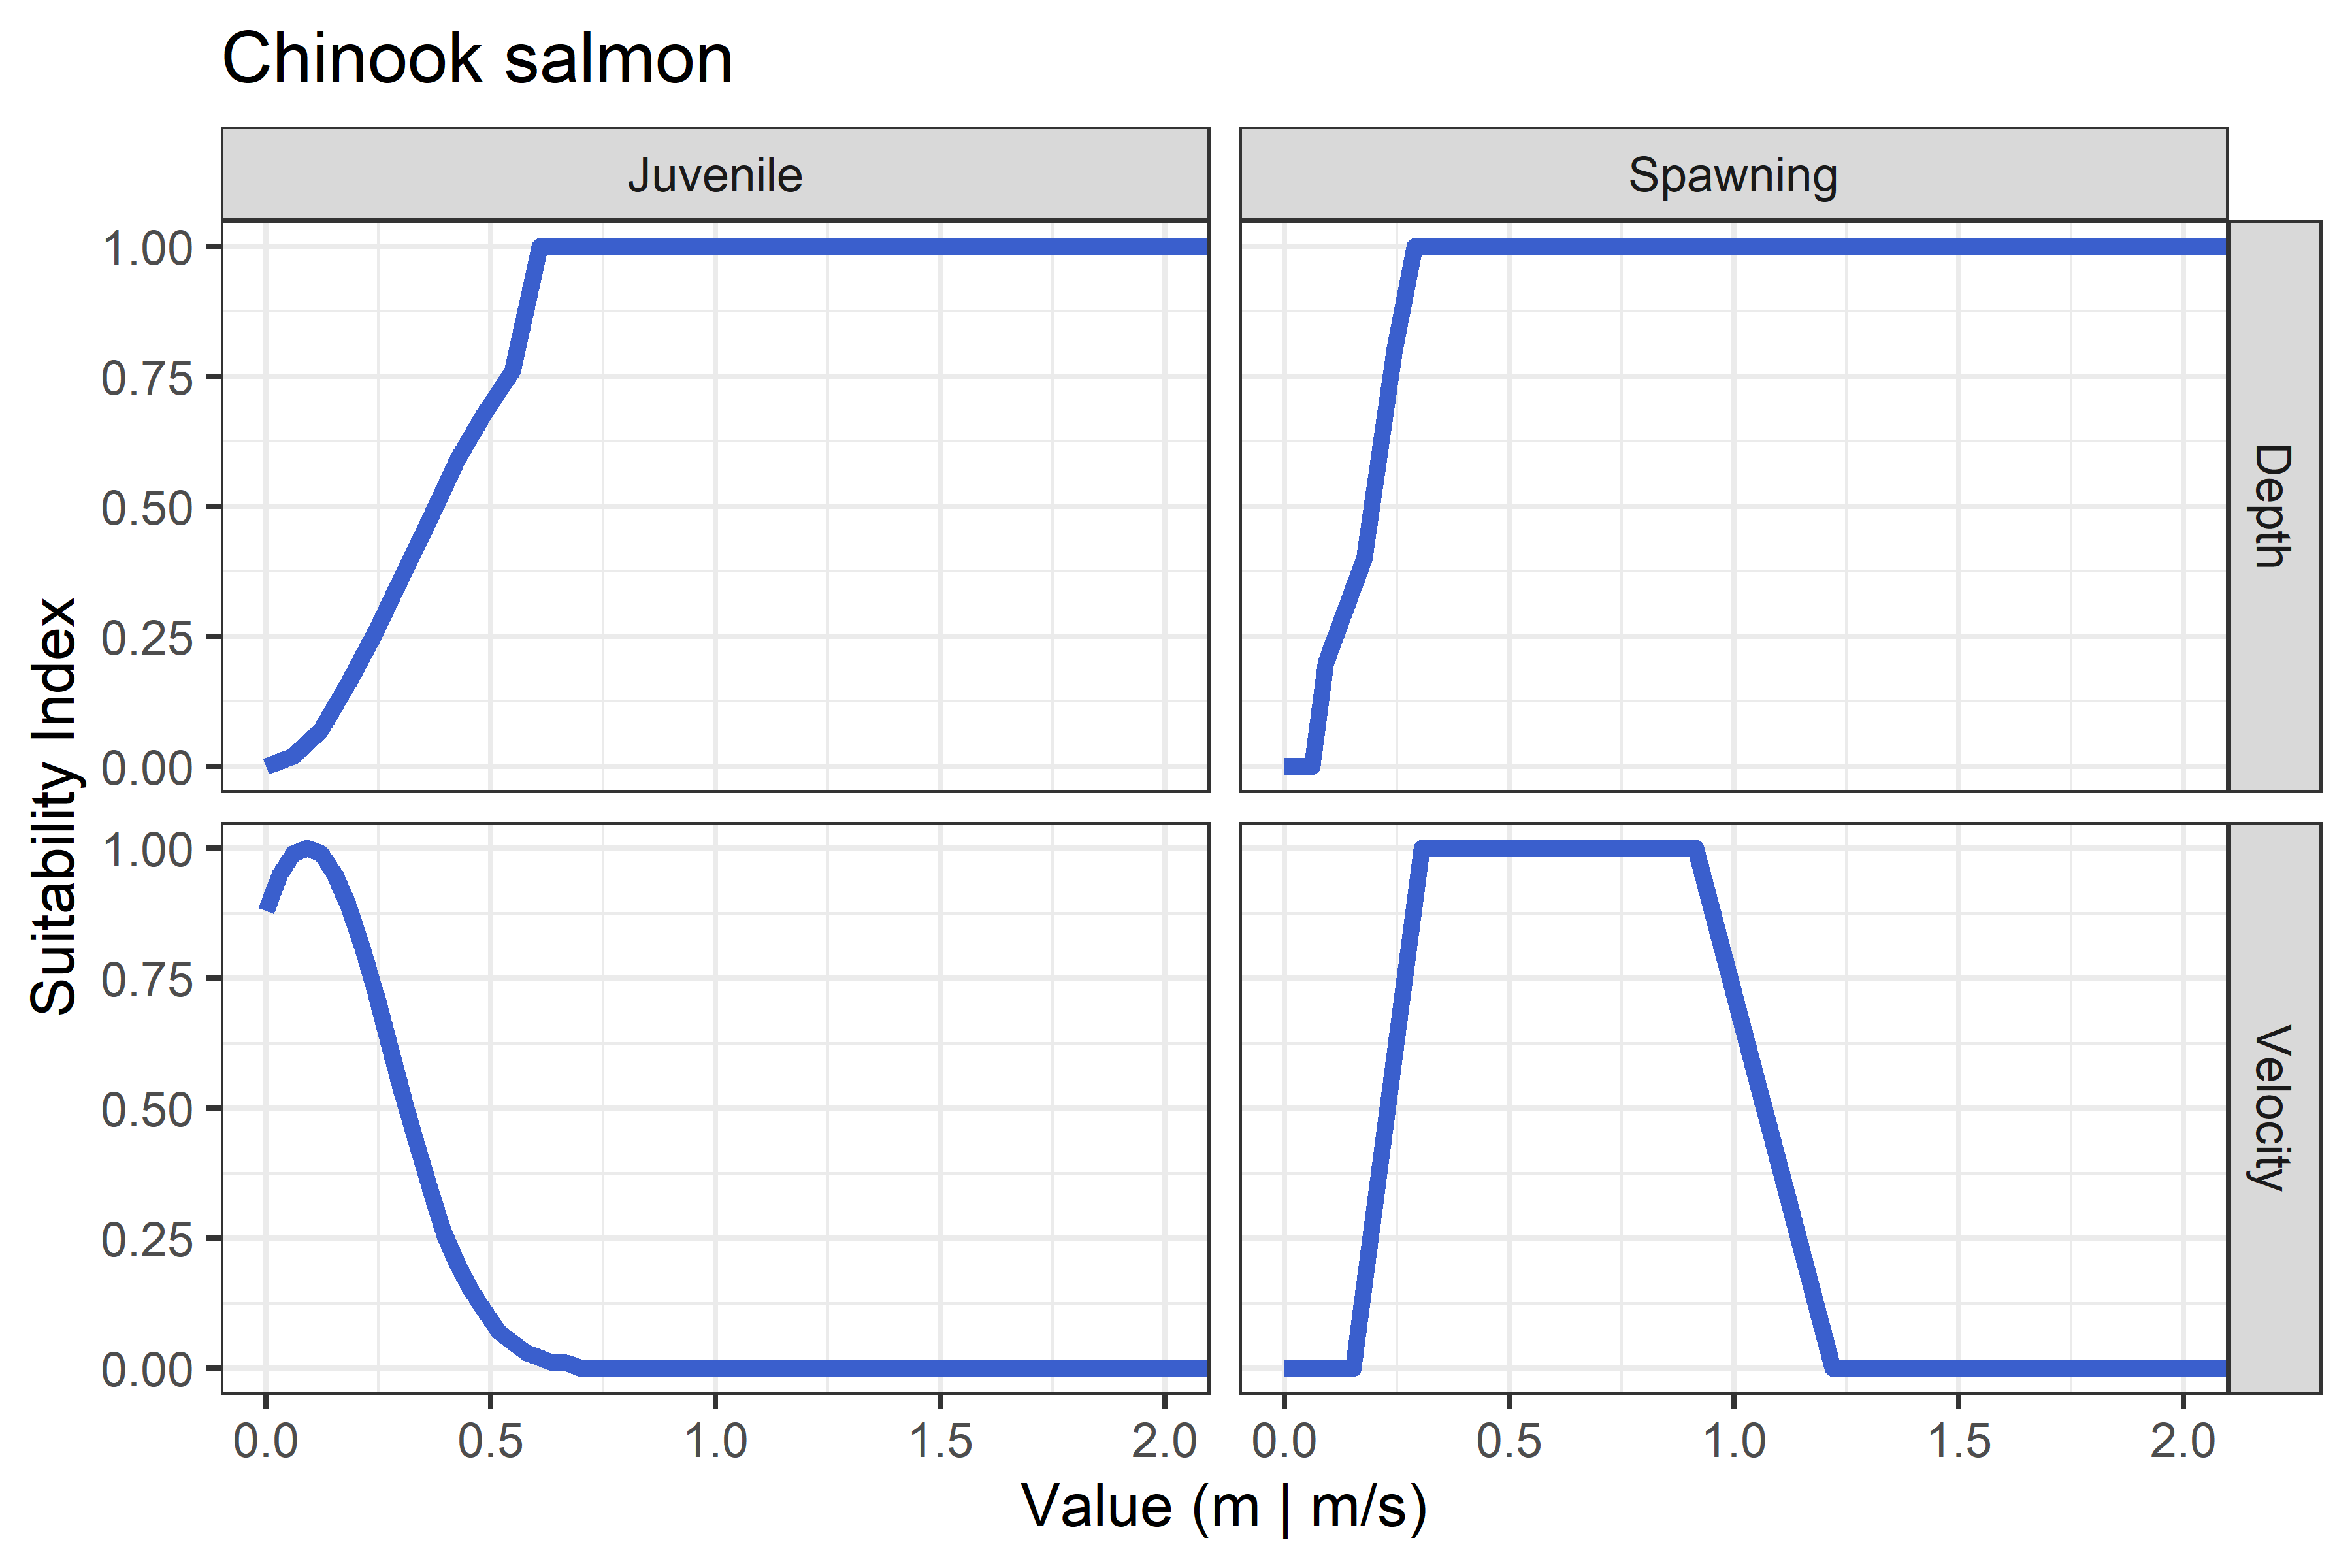 Chinook salmon
Juvenile
Spawning
1.00
0.75
0.50
0.25
0.00
Depth
Suitability Index
1.00
0.75
0.50
0.25
0.00
Velocity
0.0 0.5 1.0 1.5 2.0
0.0 0.5 1.0 1.5 2.0
Value (m | m/s)